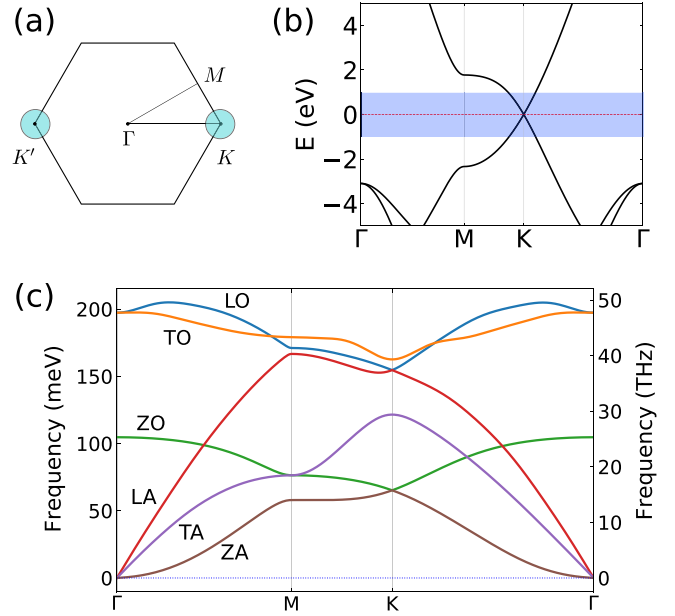 (a)
M
Γ
K′
K
(b)
E (eV)
4
2
0
−2
−4
Γ
M
K
Γ
(c)
Frequency (meV)
200
150
100
50
0
LO
TO
ZO
LA
TA
ZA
Γ
M
K
Γ
50
40
30
20
10
0
Frequency (THz)